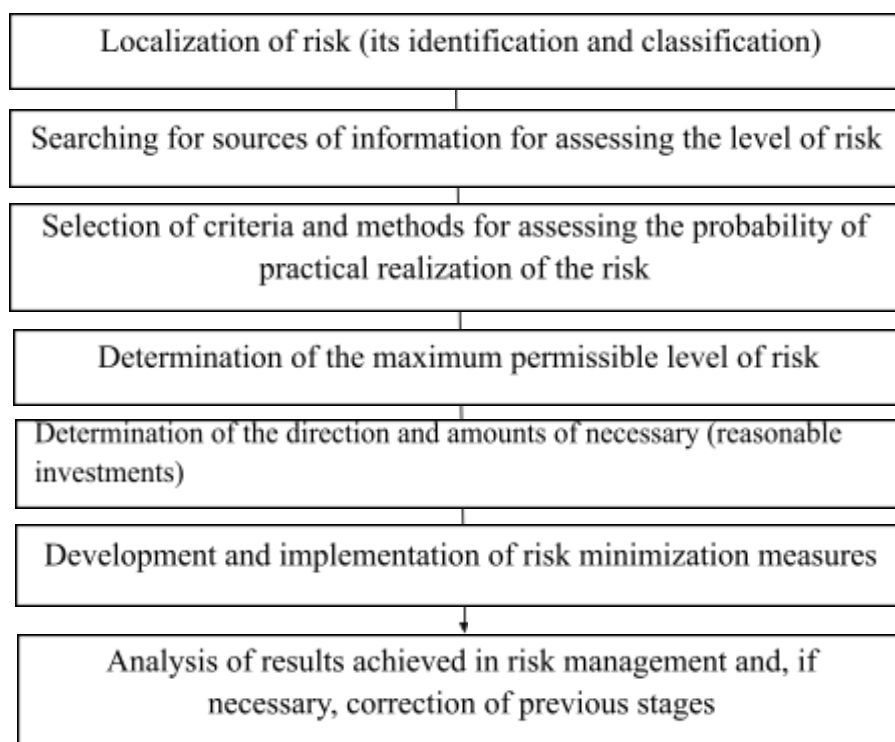 Localization of risk (its identification and classification)
Searching for sources of information for assessing the level of risk
Selection of criteria and methods for assessing the probability of
practical realization of the risk
Determination of the maximum permissible level of risk
Determination of the direction and amounts of necessary (reasonable
investments)
Development and implementation of risk minimization measures
Analysis of results achieved in risk management and, if
necessary, correction of previous stages